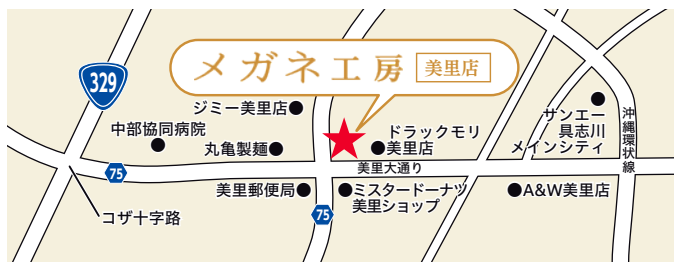 メガネ工房 美里店
329
ジミー美里店
中部協同病院
丸亀製麺
ドラックモリ
美里店
サンエー
具志川
メインシティ
沖縄環状線
美里大通り
75
美里郵便局
ミスタードーナツ
美里ショップ
A&W美里店
コザ十字路
75